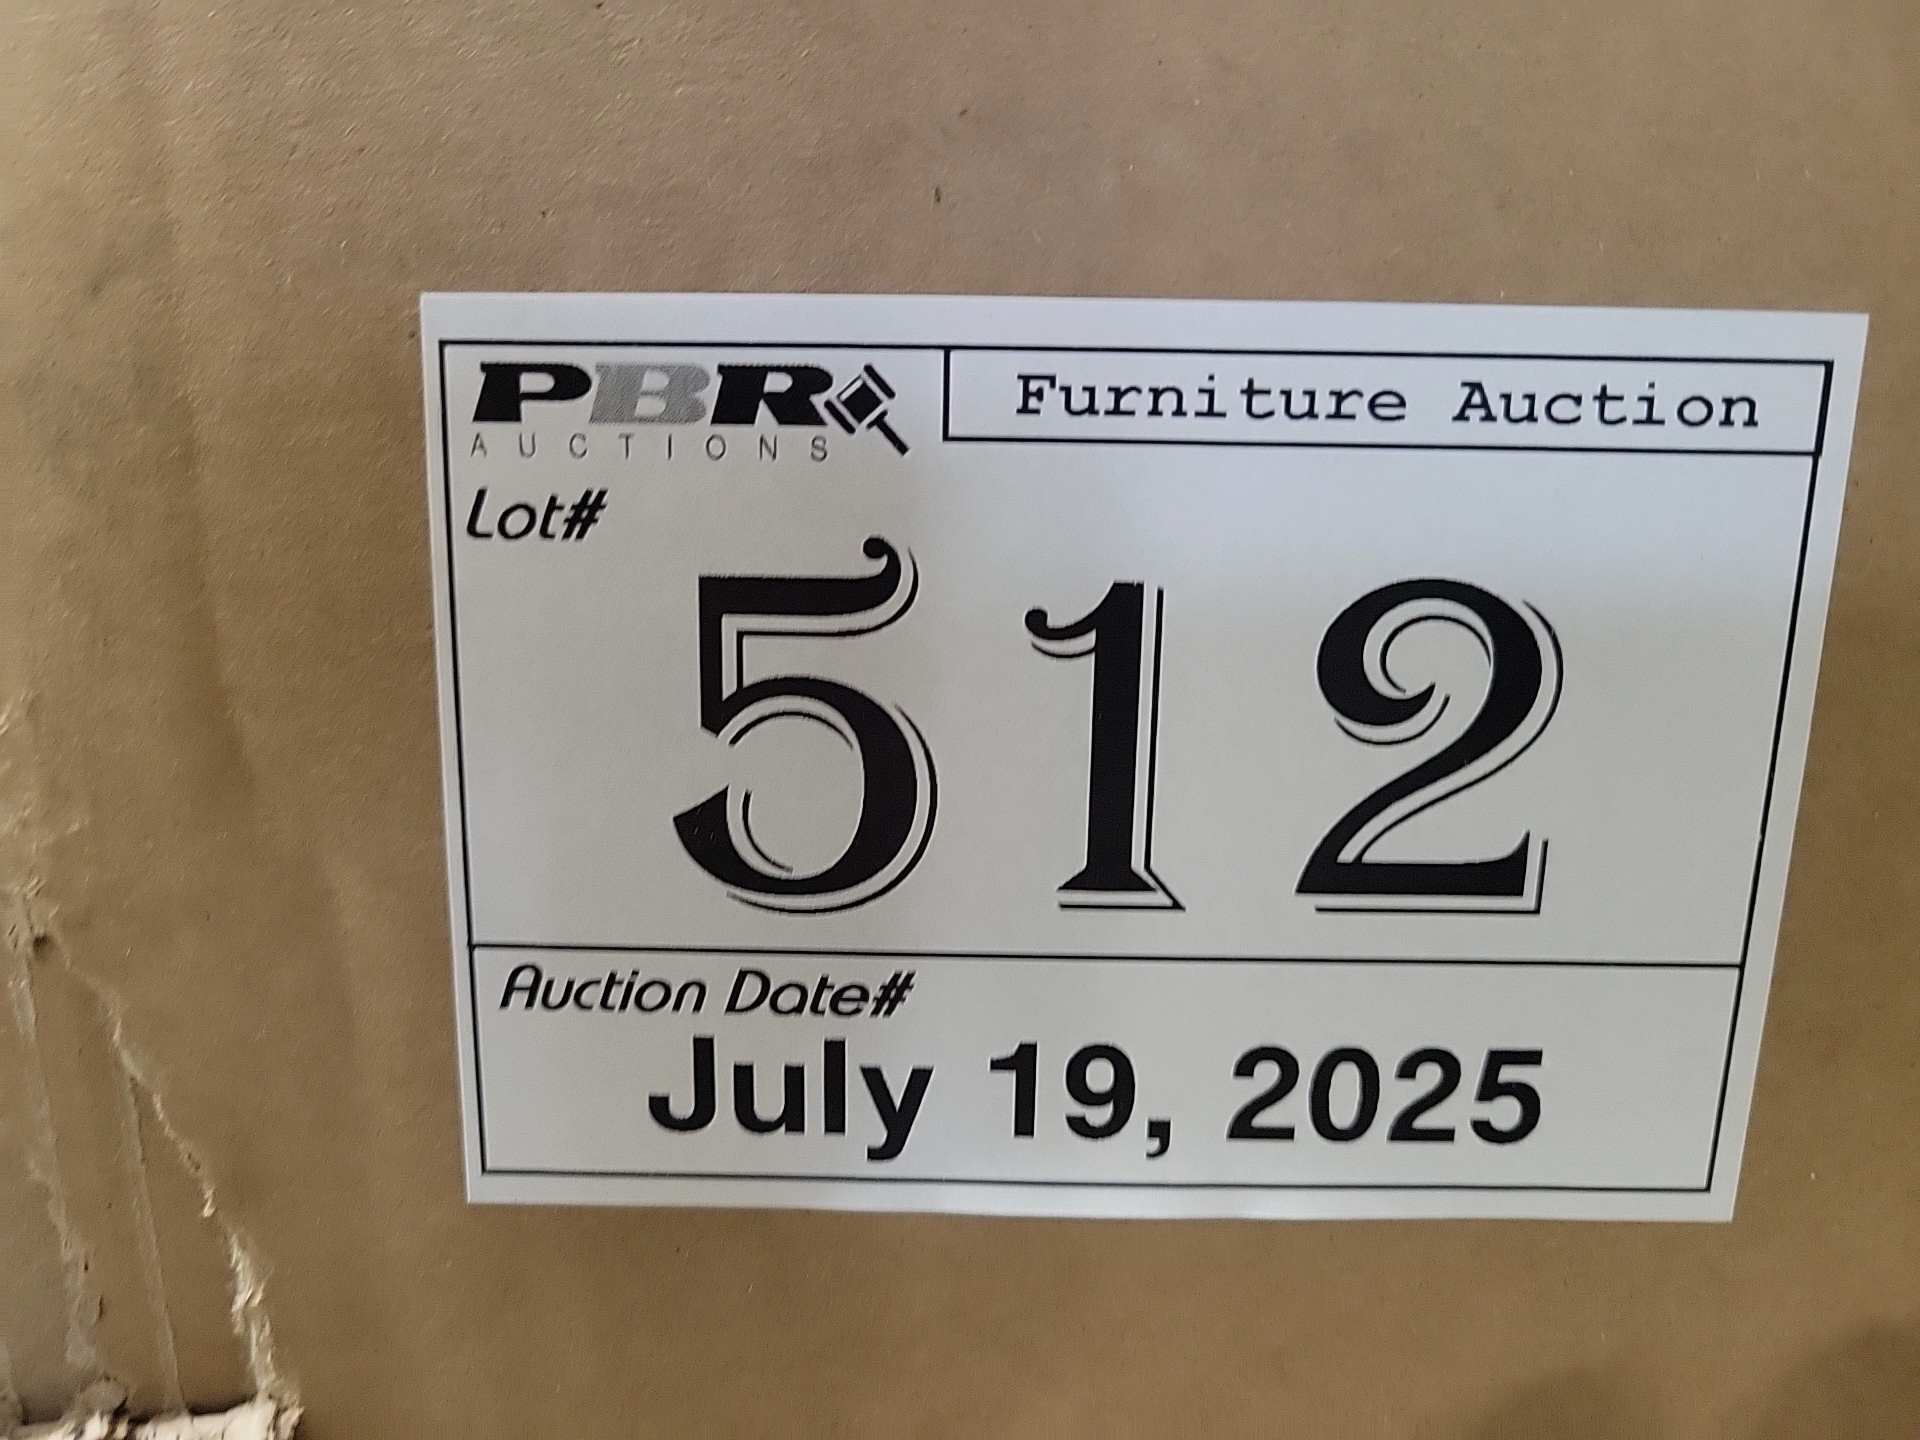 PBR
AUCTIONS
Furniture Auction
Lot#
512
Auction Date#
July 19, 2025